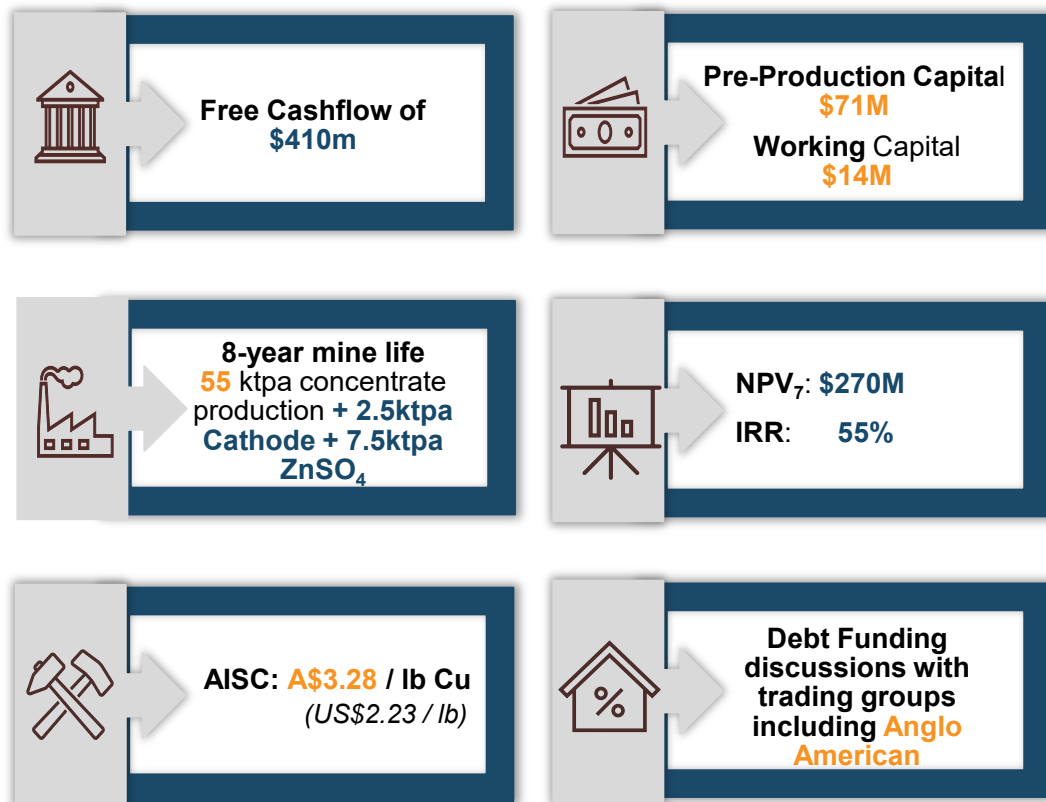 Free Cashflow of
$410m
Pre-Production Capital
$71M
Working Capital
$14M
8-year mine life
55 ktpa concentrate
production + 2.5ktpa
Cathode + 7.5ktpa
ZnSO₄
NPV₇: $270M
IRR: 55%
AISC: A$3.28 / lb Cu
(US$2.23 / lb)
%
Debt Funding
discussions with
trading groups
including Anglo
American